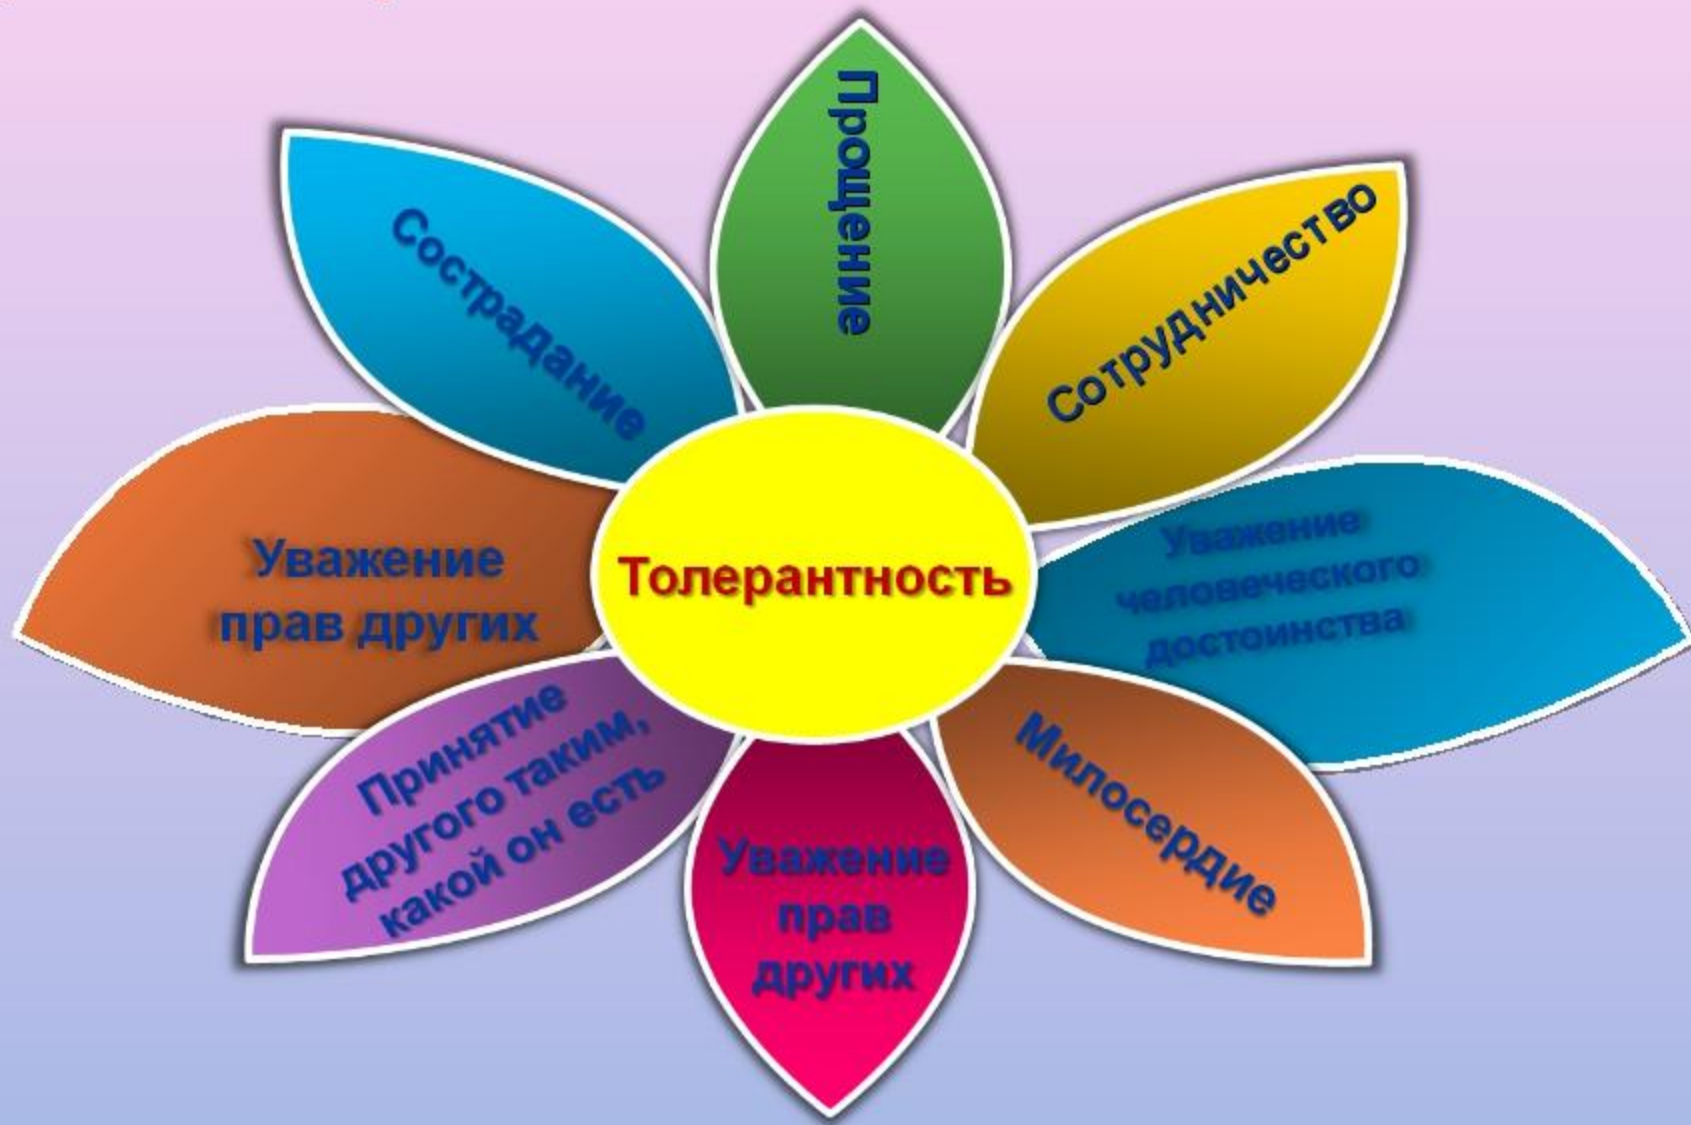 Прощение
Сотрудничество
Сострадание
Уважение
человеческого
достоинства
Уважение
прав других
Толерантность
Принятие
другого таким,
какой он есть
Милосердие
Уважение
прав
других